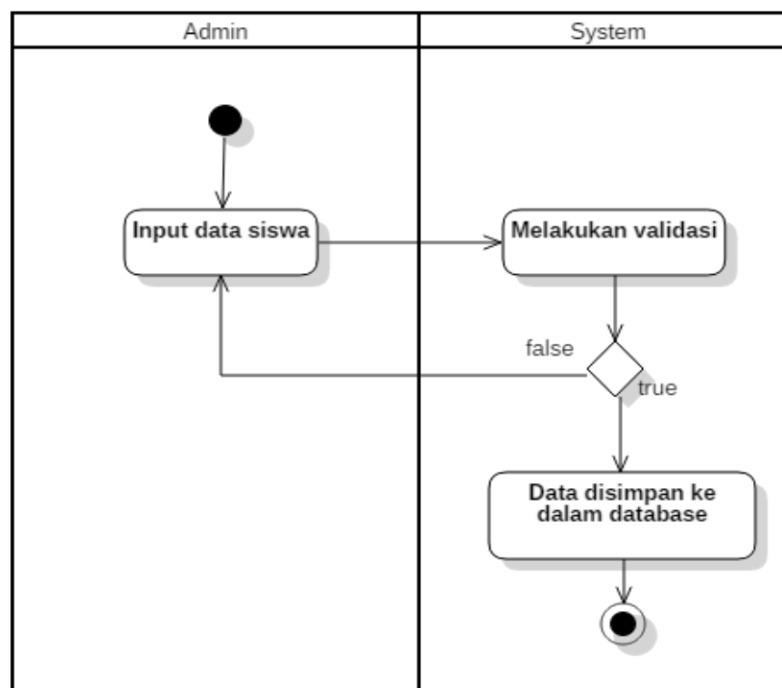 Admin
System
Input data siswa
Melakukan validasi
false
true
Data disimpan ke
dalam database